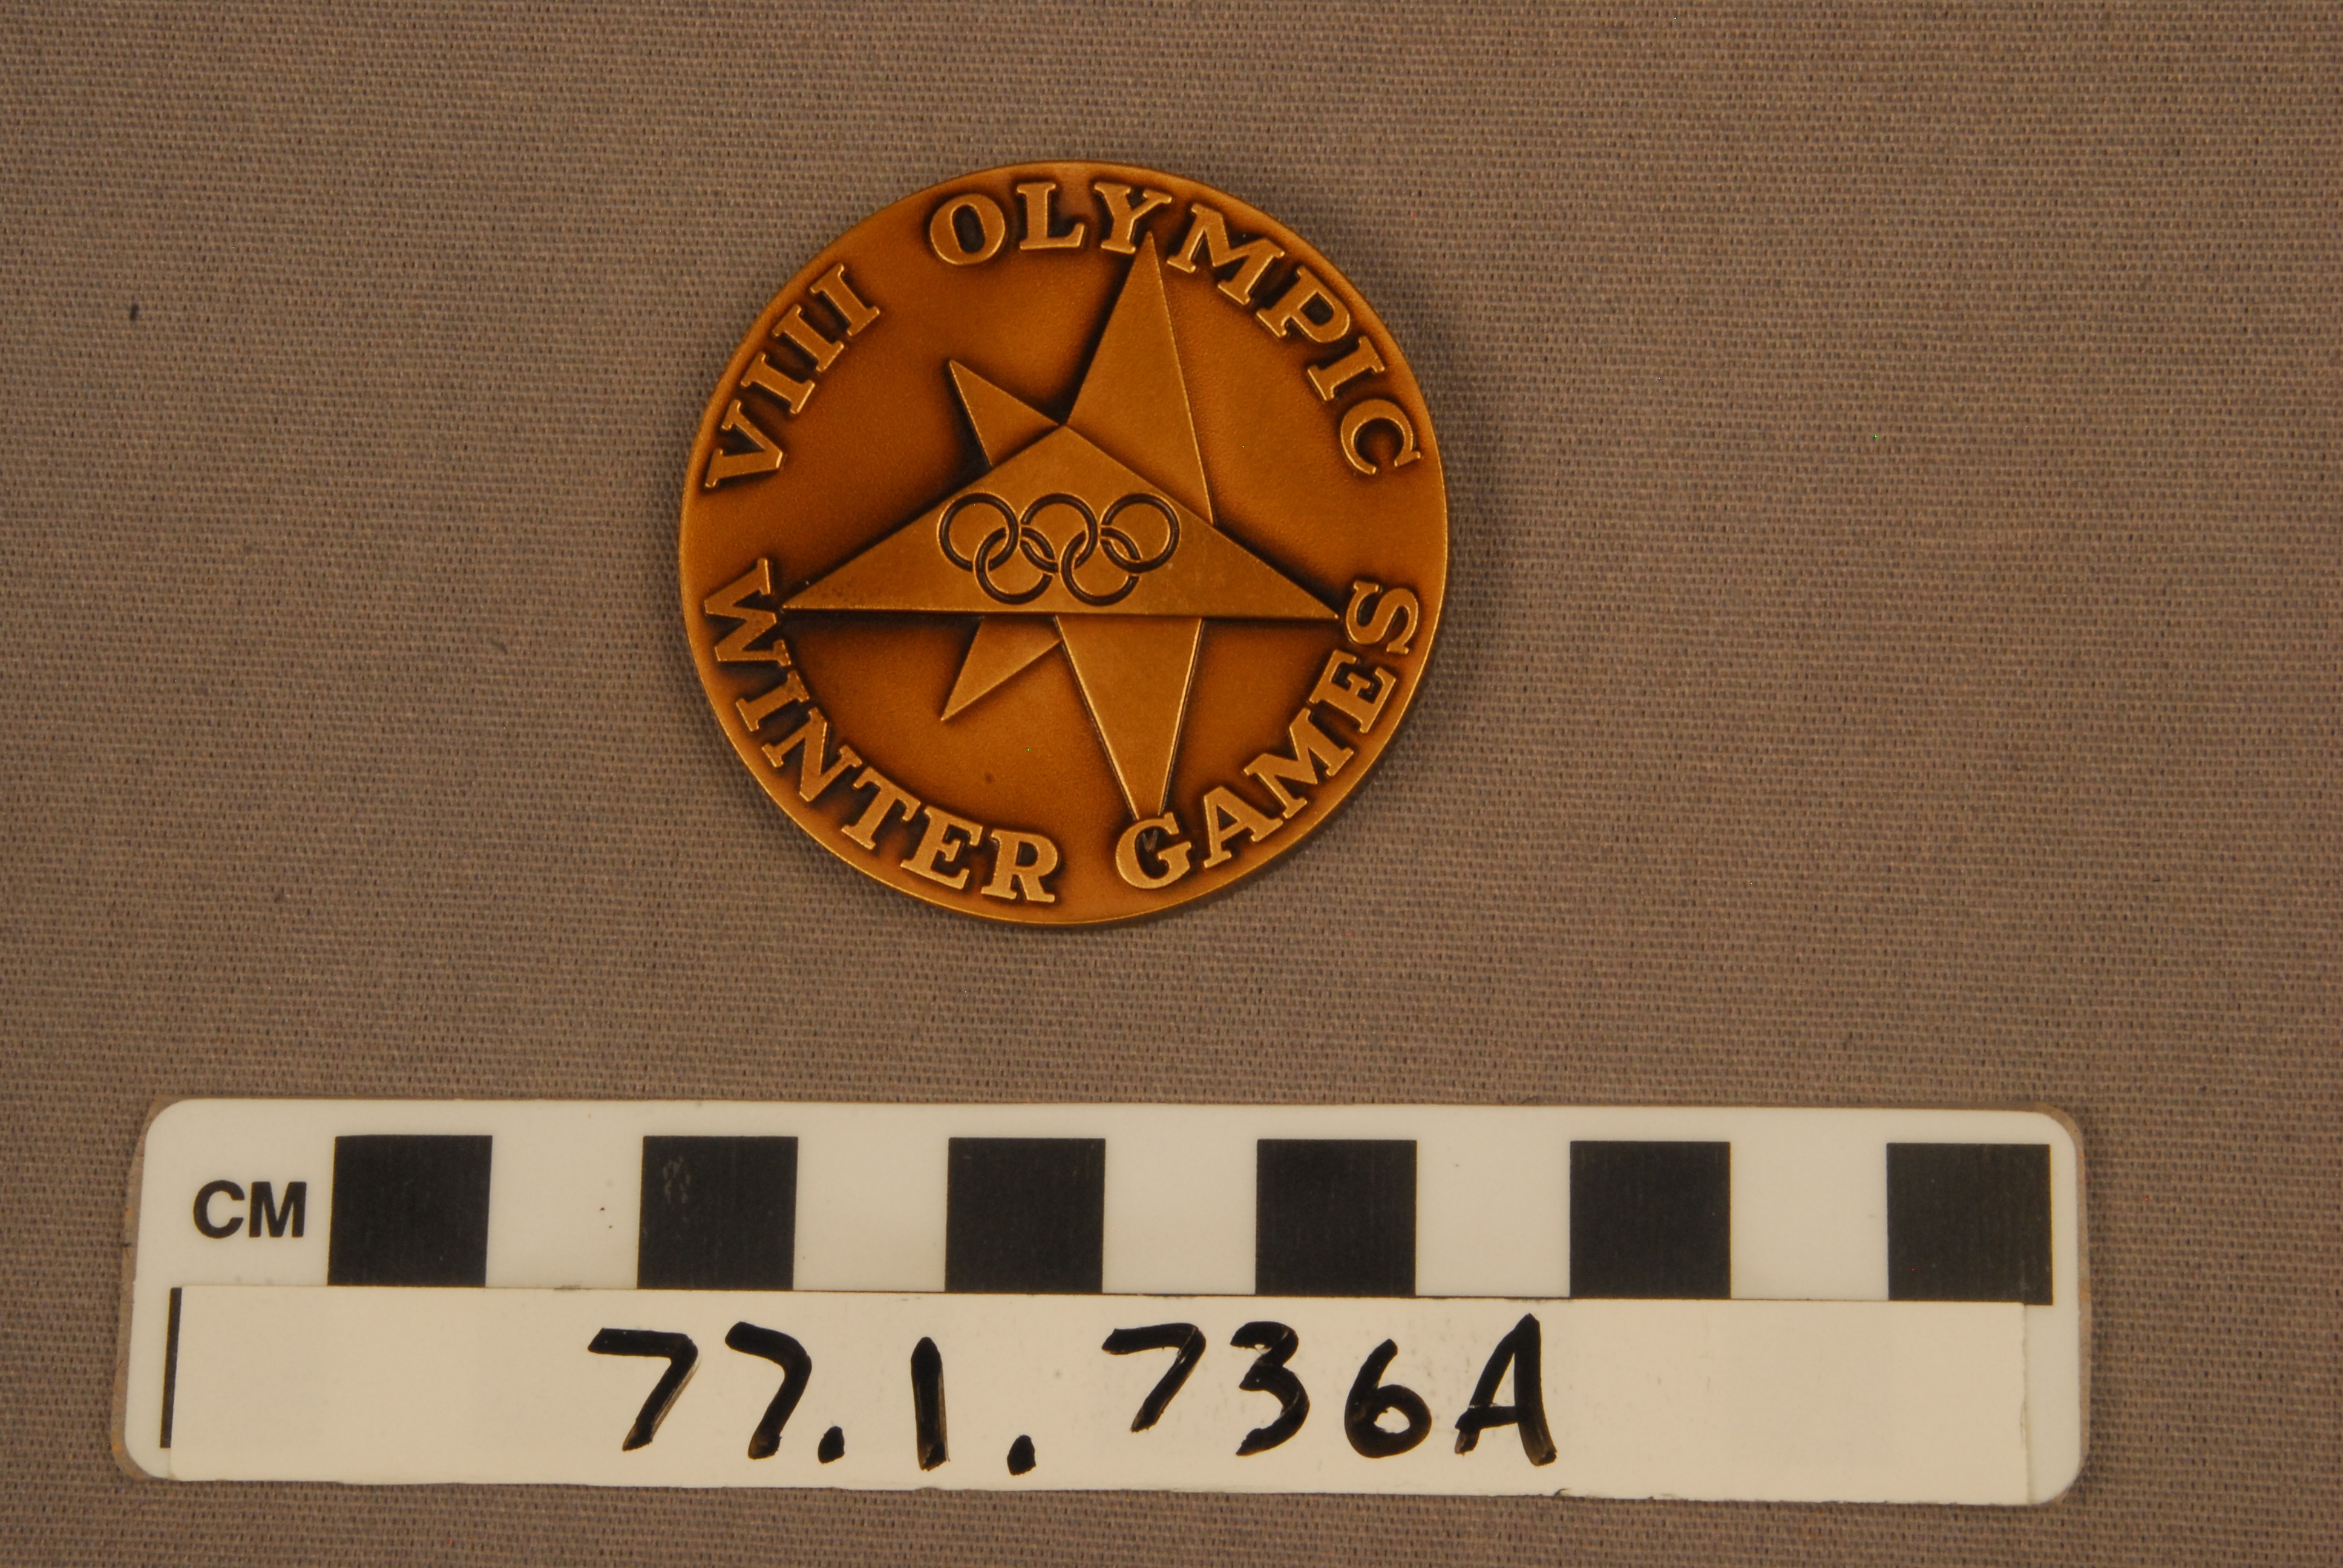 VIII OLYMPIC
WINTER GAMES
CM
77.1.736A